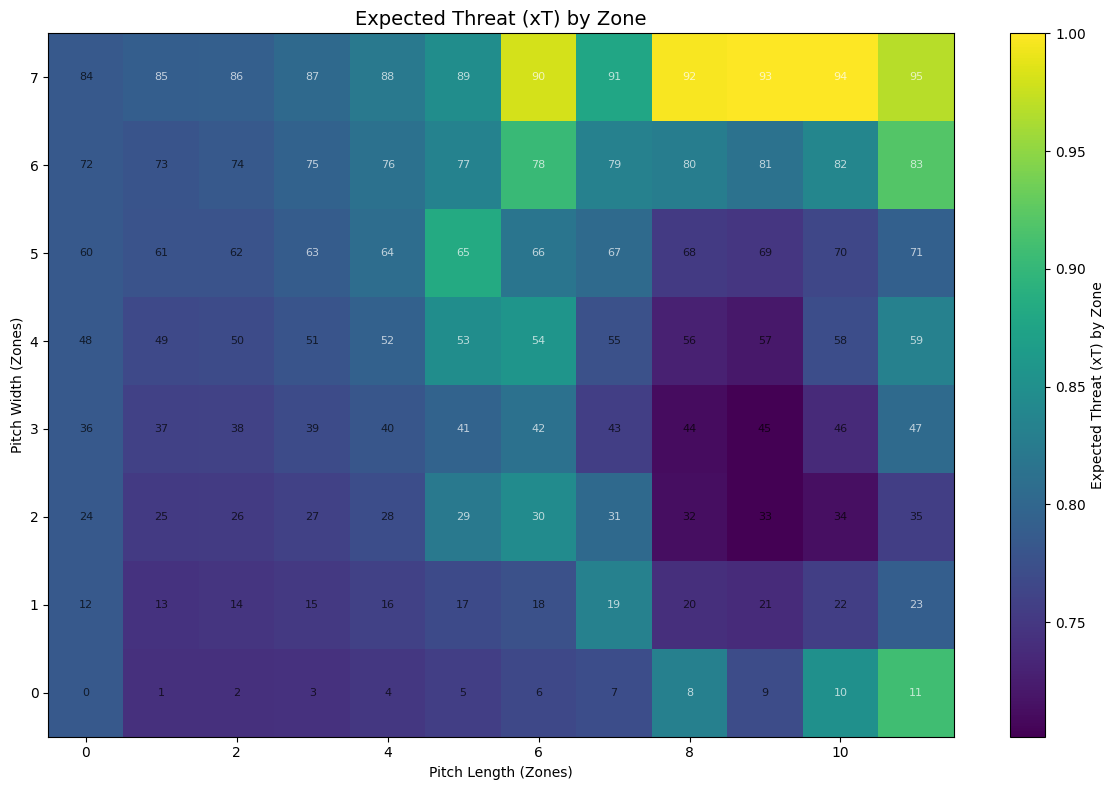 Expected Threat (xT) by Zone
7 84 85 86 87 88 89 90 91 92 93 94 95
6 72 73 74 75 76 77 78 79 80 81 82 83
5 60 61 62 63 64 65 66 67 68 69 70 71
4 48 49 50 51 52 53 54 55 56 57 58 59
3 36 37 38 39 40 41 42 43 44 45 46 47
2 24 25 26 27 28 29 30 31 32 33 34 35
1 12 13 14 15 16 17 18 19 20 21 22 23
0 0 1 2 3 4 5 6 7 8 9 10 11
0 2 4 6 8 10
Pitch Length (Zones)
Pitch Width (Zones)
1.00
0.95
0.90
0.85
0.80
0.75
Expected Threat (xT) by Zone